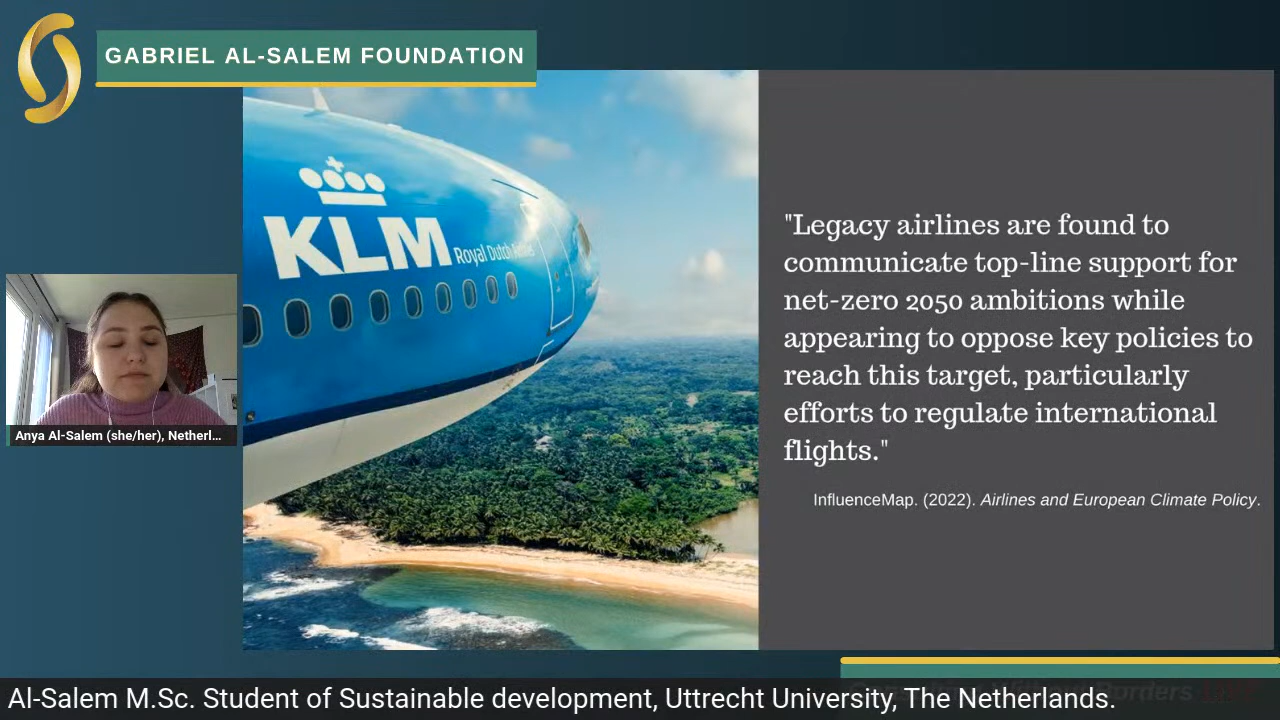 GABRIEL AL-SALEM FOUNDATION
KLM Royal Dutch Airlines
"Legacy airlines are found to
communicate top-line support for
net-zero 2050 ambitions while
appearing to oppose key policies to
reach this target, particularly
efforts to regulate international
flights."
InfluenceMap. (2022). Airlines and European Climate Policy.
Anya Al-Salem (she/her), Netherl...
Al-Salem M.Sc. Student of Sustainable development, Uttrecht University, The Netherlands.